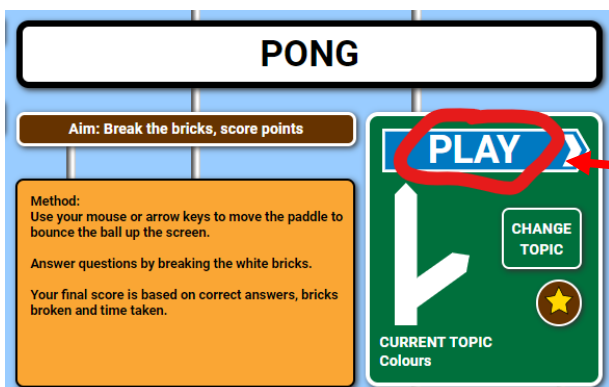 PONG
Aim: Break the bricks, score points
Method:
Use your mouse or arrow keys to move the paddle to
bounce the ball up the screen.
Answer questions by breaking the white bricks.
Your final score is based on correct answers, bricks
broken and time taken.
PLAY
CHANGE
TOPIC
CURRENT TOPIC
Colours